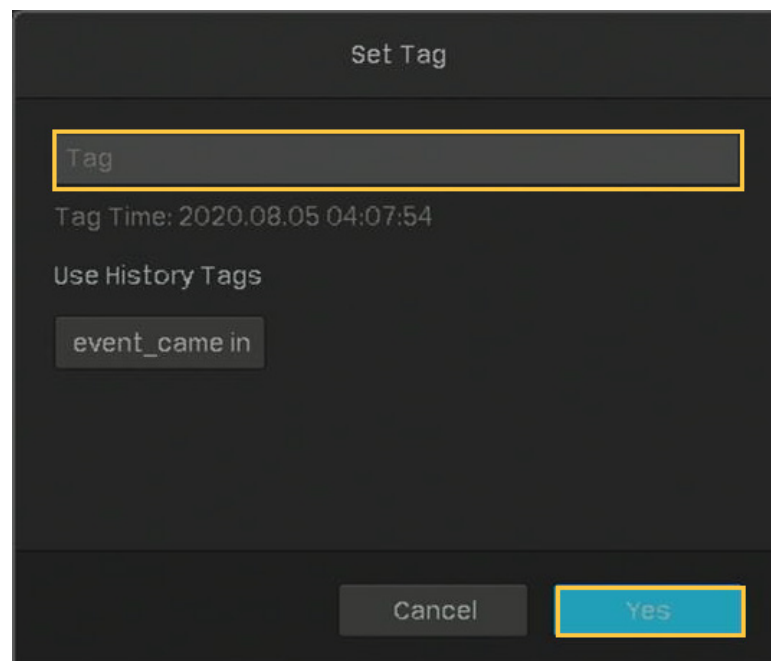 Set Tag
Tag
Tag Time: 2020.08.05 04:07:54
Use History Tags
event_came in
Cancel
Yes